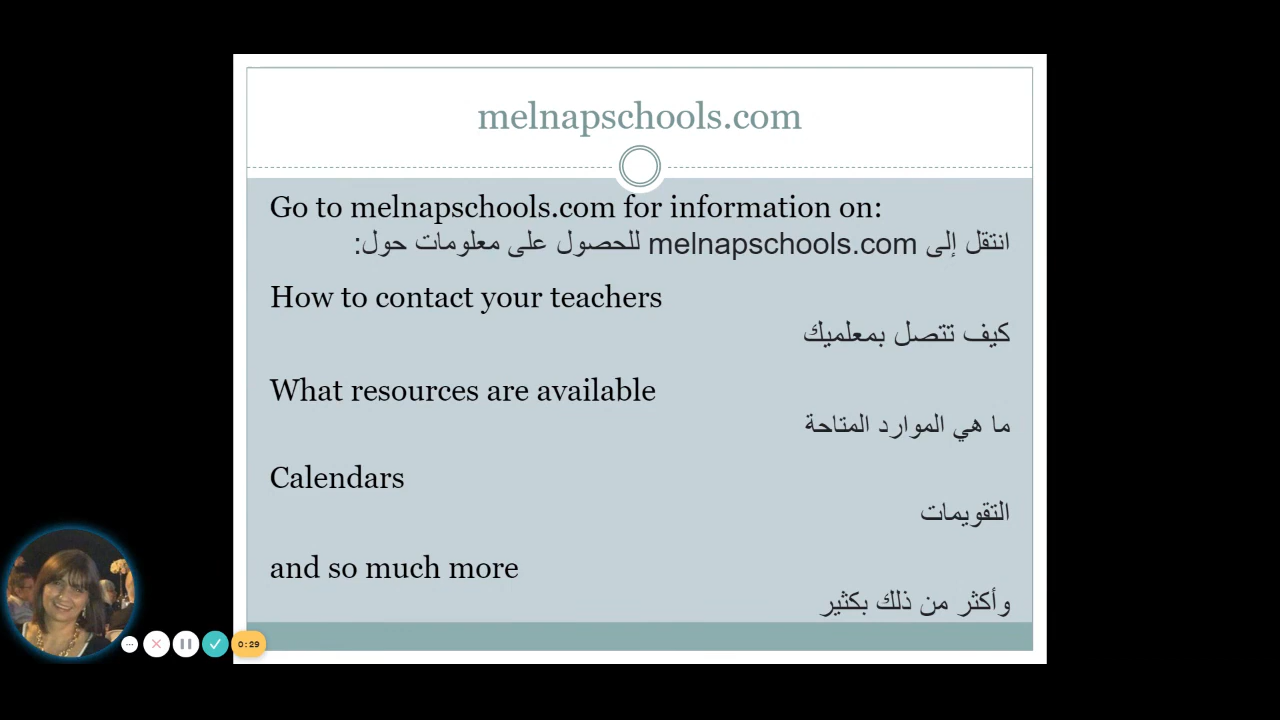 melnapschools.com
Go to melnapschools.com for information on:
انتقل إلى melnapschools.com للحصول على معلومات حول:
How to contact your teachers
كيف تتصل بمعلميك
What resources are available
ما هي الموارد المتاحة
Calendars
التقويمات
and so much more
وأكثر من ذلك بكثير
0:29